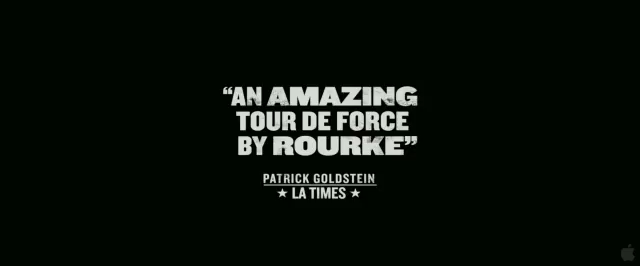 “AN AMAZING
TOUR DE FORCE
BY ROURKE”
PATRICK GOLDSTEIN
★ LA TIMES ★